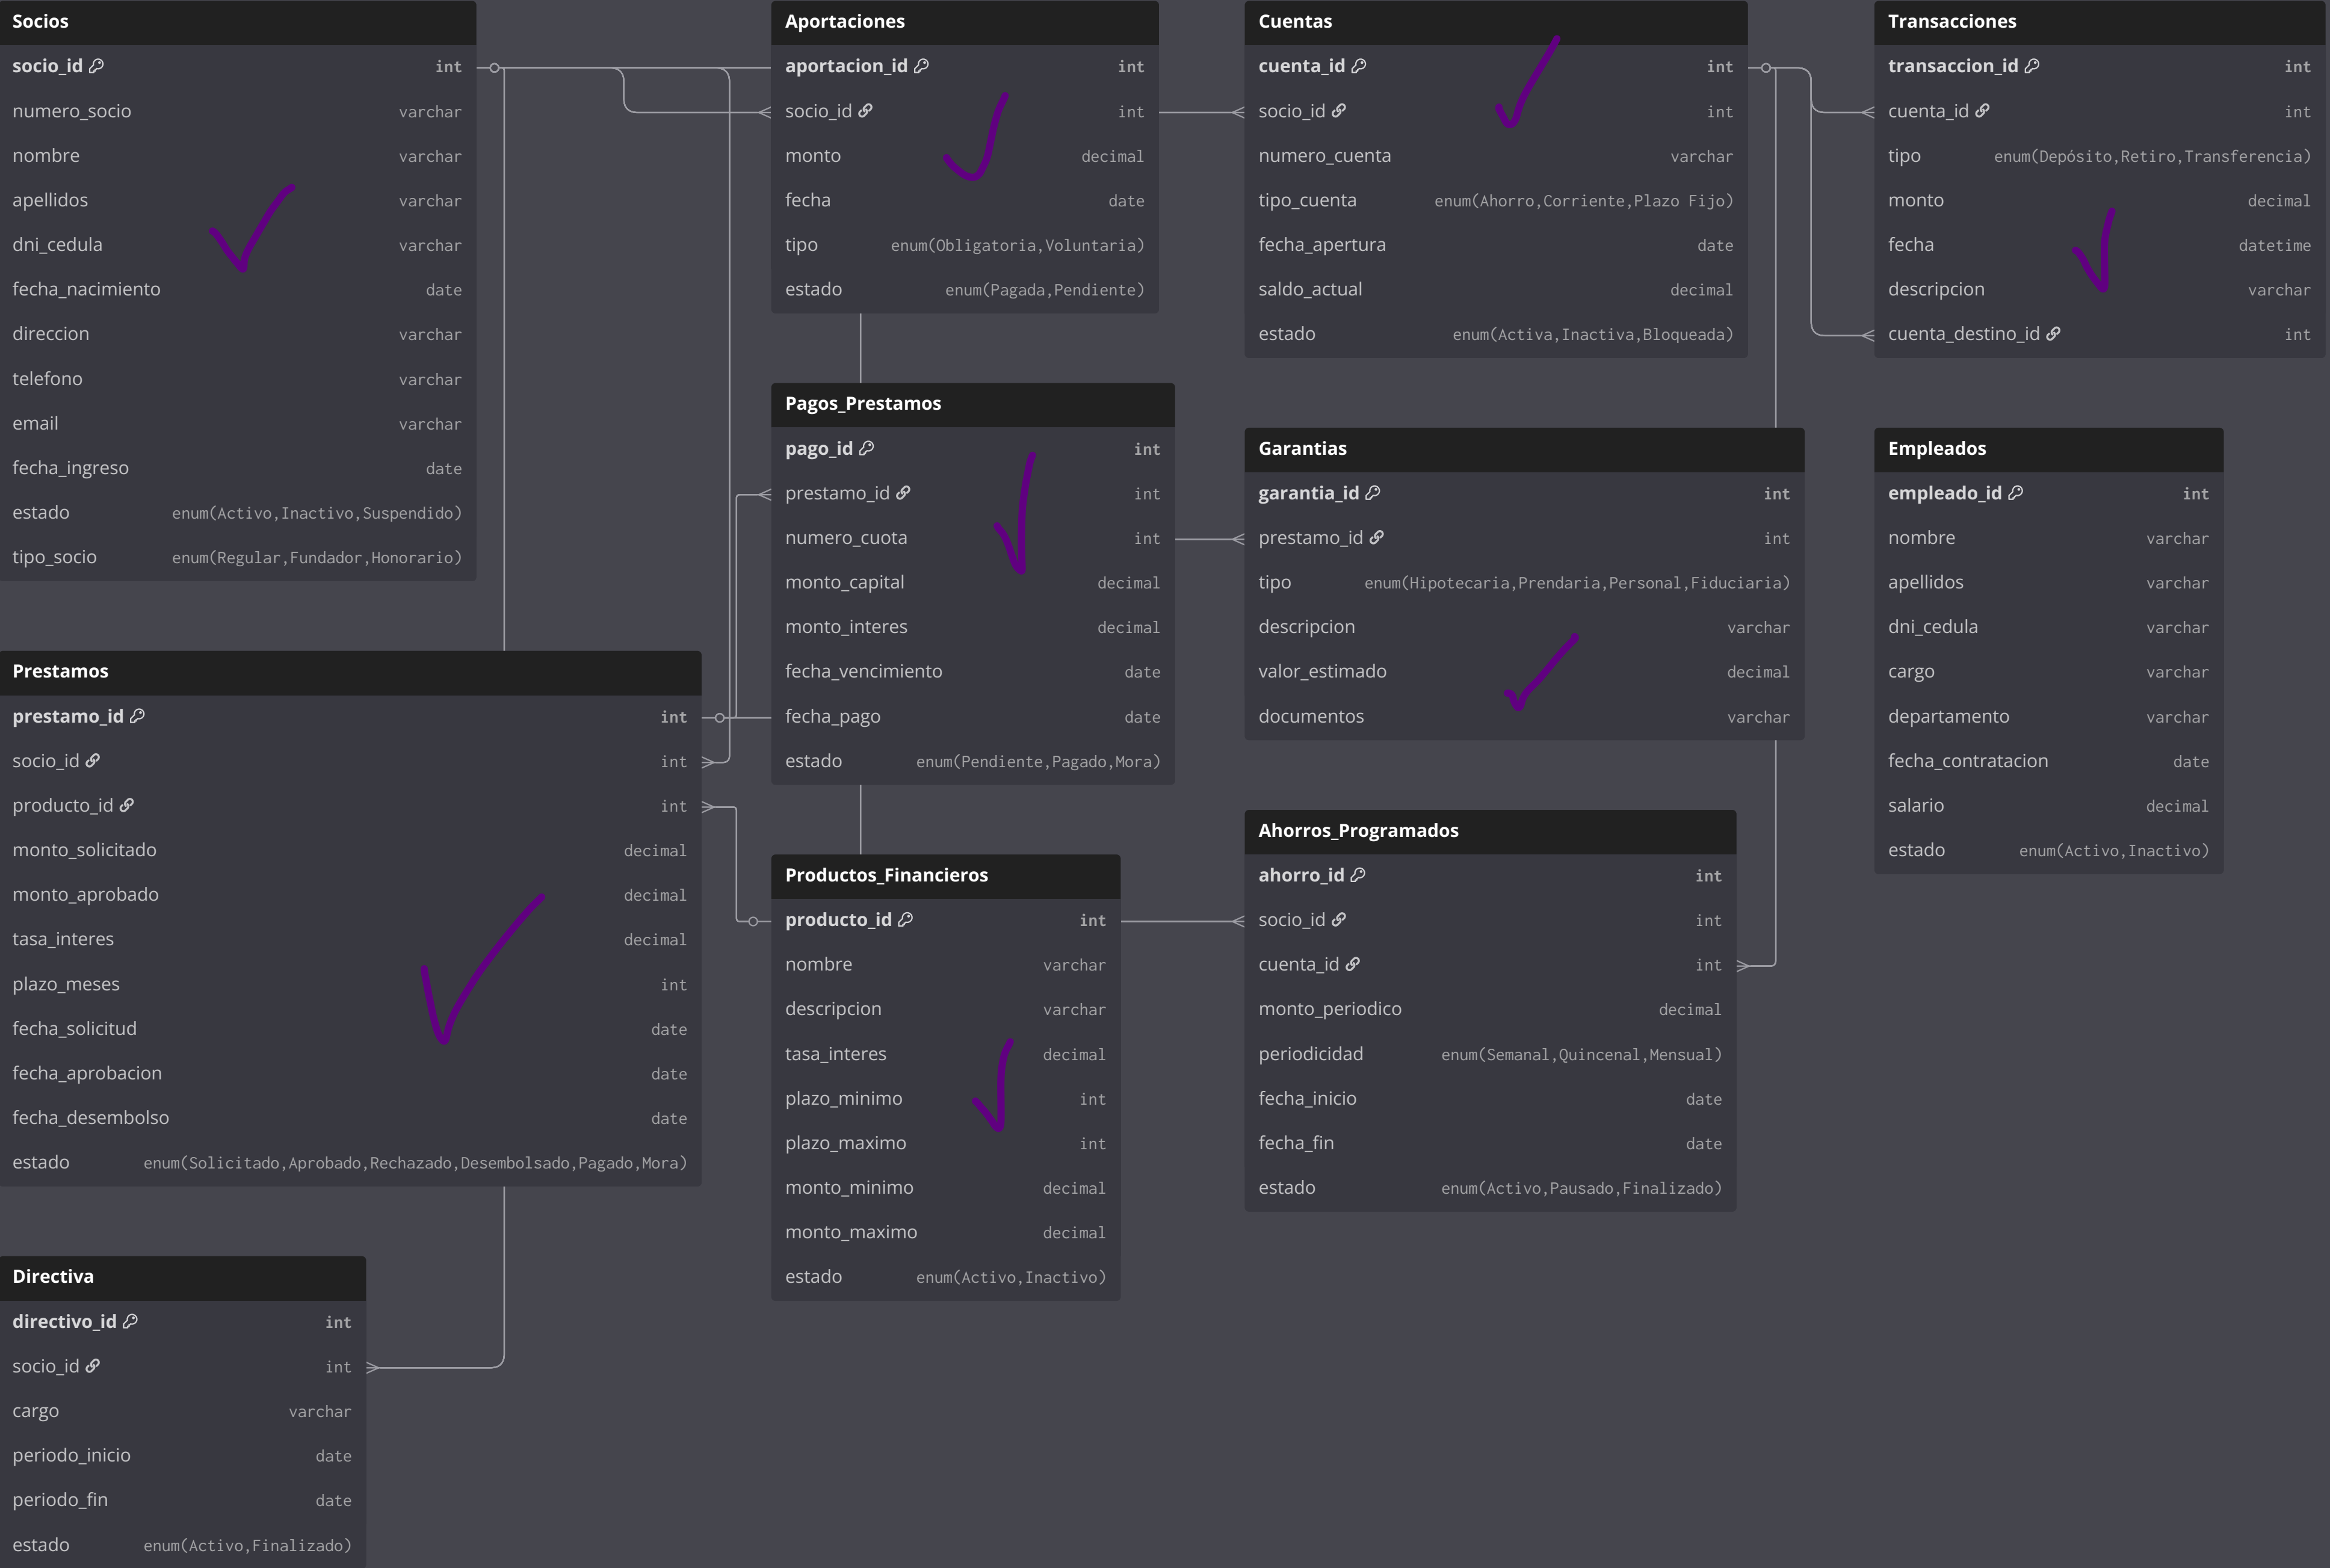 Socios
socio_id int
numero_socio varchar
nombre varchar
apellidos varchar
dni_cedula varchar
fecha_nacimiento date
direccion varchar
telefono varchar
email varchar
fecha_ingreso date
estado enum(Activo,Inactivo,Suspendido)
tipo_socio enum(Regular,Fundador,Honorario)
Aportaciones
aportacion_id int
socio_id int
monto decimal
fecha date
tipo enum(Obligatoria,Voluntaria)
estado enum(Pagada,Pendiente)
Cuentas
cuenta_id int
socio_id int
numero_cuenta varchar
tipo_cuenta enum(Ahorro,Corriente,Plazo Fijo)
fecha_apertura date
saldo_actual decimal
estado enum(Activa,Inactiva,Bloqueada)
Transacciones
transaccion_id int
cuenta_id int
tipo enum(Depósito,Retiro,Transferencia)
monto decimal
fecha datetime
descripcion varchar
cuenta_destino_id int
Pagos_Prestamos
pago_id int
prestamo_id int
numero_cuota int
monto_capital decimal
monto_interes decimal
fecha_vencimiento date
fecha_pago date
estado enum(Pendiente,Pagado,Mora)
Garantias
garantia_id int
prestamo_id int
tipo enum(Hipotecaria,Prendaria,Personal,Fiduciaria)
descripcion varchar
valor_estimado decimal
documentos varchar
Empleados
empleado_id int
nombre varchar
apellidos varchar
dni_cedula varchar
cargo varchar
departamento varchar
fecha_contratacion date
salario decimal
estado enum(Activo,Inactivo)
Prestamos
prestamo_id int
socio_id int
producto_id int
monto_solicitado decimal
monto_aprobado decimal
tasa_interes decimal
plazo_meses int
fecha_solicitud date
fecha_aprobacion date
fecha_desembolso date
estado enum(Solicitado,Aprobado,Rechazado,Desembolsado,Pagado,Mora)
Productos_Financieros
producto_id int
nombre varchar
descripcion varchar
tasa_interes decimal
plazo_minimo int
plazo_maximo int
monto_minimo decimal
monto_maximo decimal
estado enum(Activo,Inactivo)
Ahorros_Programados
ahorro_id int
socio_id int
cuenta_id int
monto_periodico decimal
periodicidad enum(Semanal,Quincenal,Mensual)
fecha_inicio date
fecha_fin date
estado enum(Activo,Pausado,Finalizado)
Directiva
directivo_id int
socio_id int
cargo varchar
periodo_inicio date
periodo_fin date
estado enum(Activo,Finalizado)